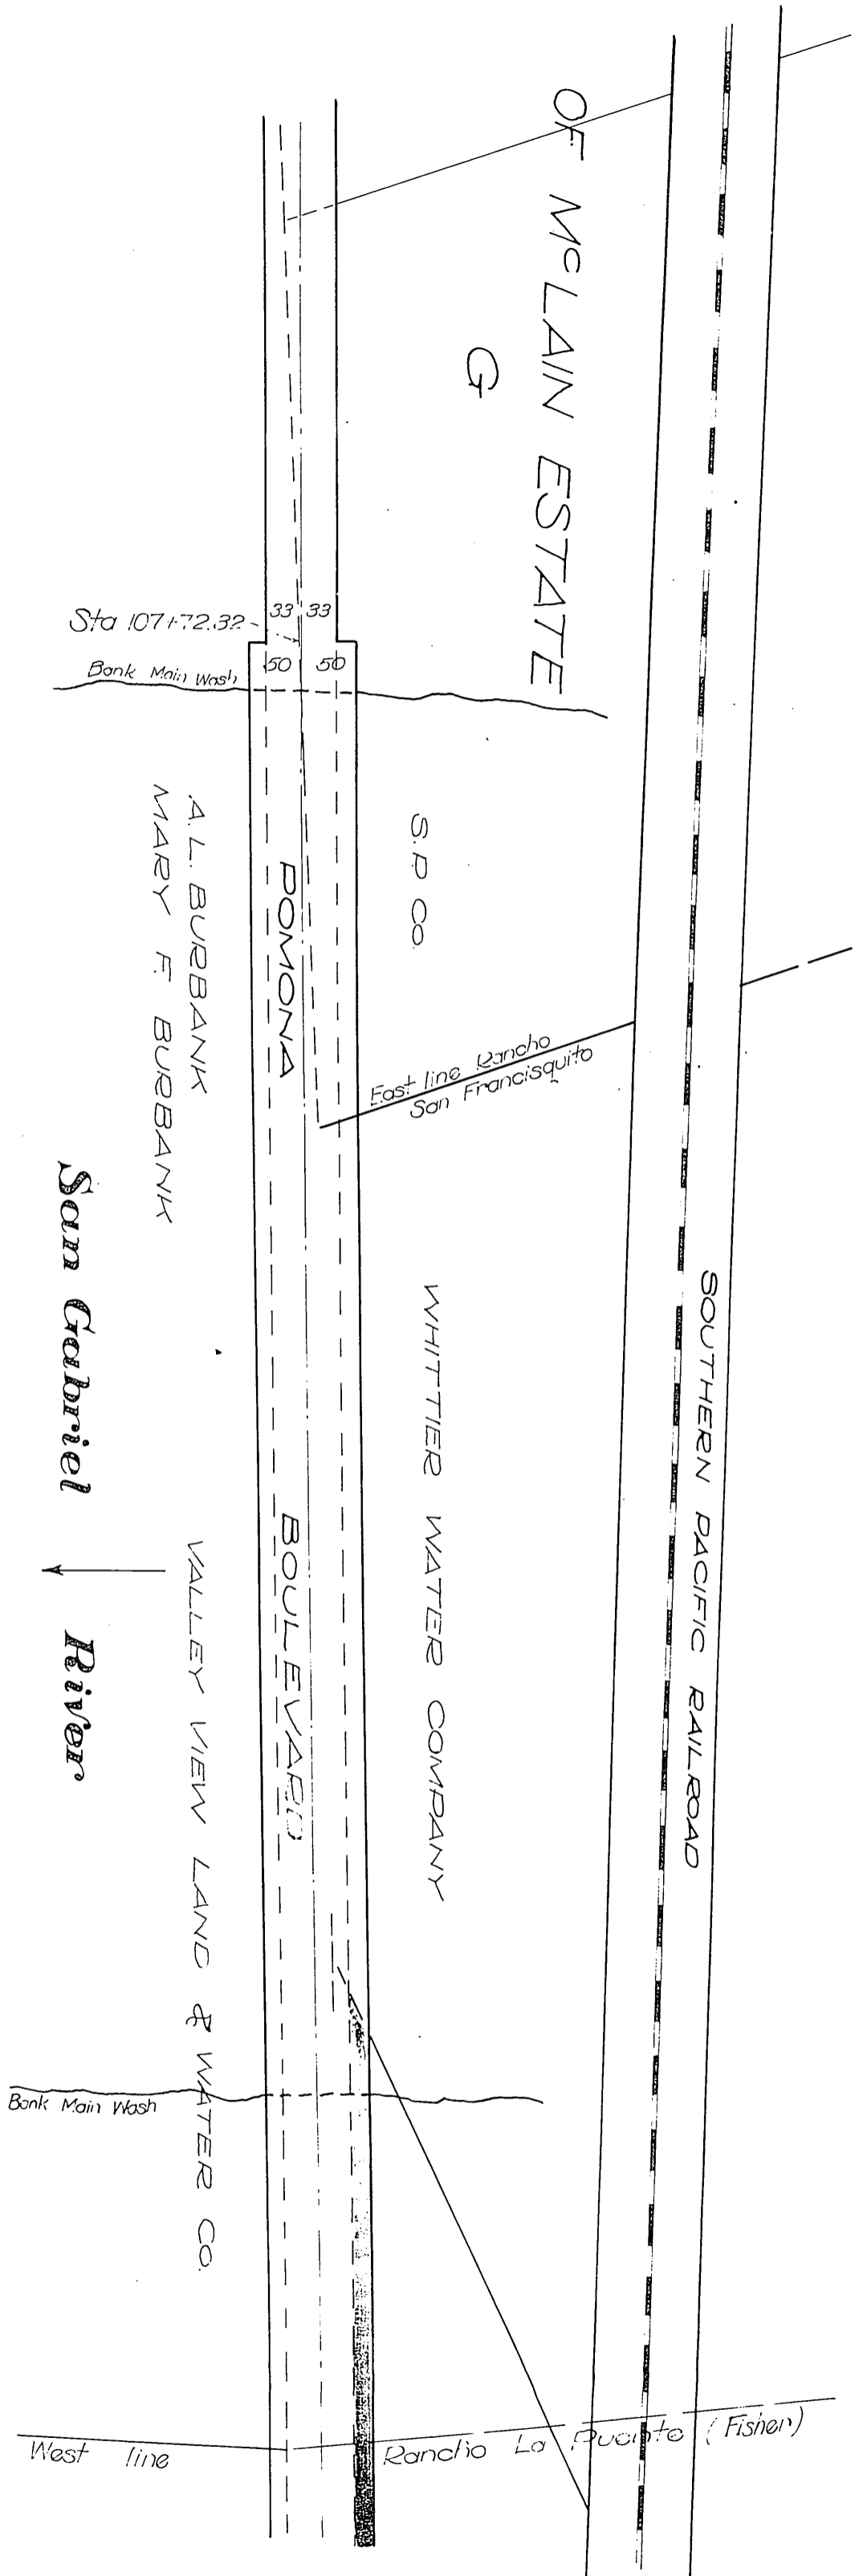 OF McLAIN ESTATE
G
Sta 107+72.32
33 33
50 50
Bank Main Wash
S.P. CO.
A. L. BURBANK
MARY F. BURBANK
POMONA BOULEVARD
East line Rancho
San Francisquito
SOUTHERN PACIFIC RAILROAD
WHITTIER WATER COMPANY
San Gabriel River
VALLEY VIEW LAND & WATER CO.
Bank Main Wash
West line Rancho La Puente (Fisher)